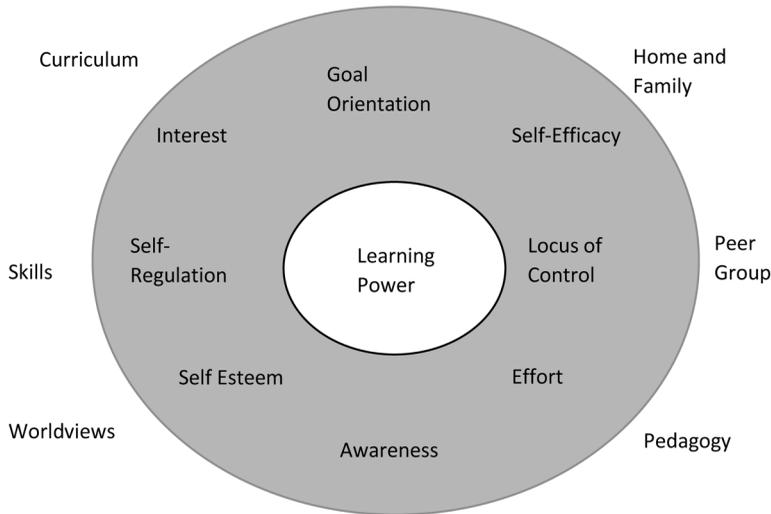 Curriculum
Home and
Family
Goal
Orientation
Interest
Self-Efficacy
Self-
Regulation
Learning
Power
Locus of
Control
Peer
Group
Skills
Self Esteem
Effort
Worldviews
Awareness
Pedagogy